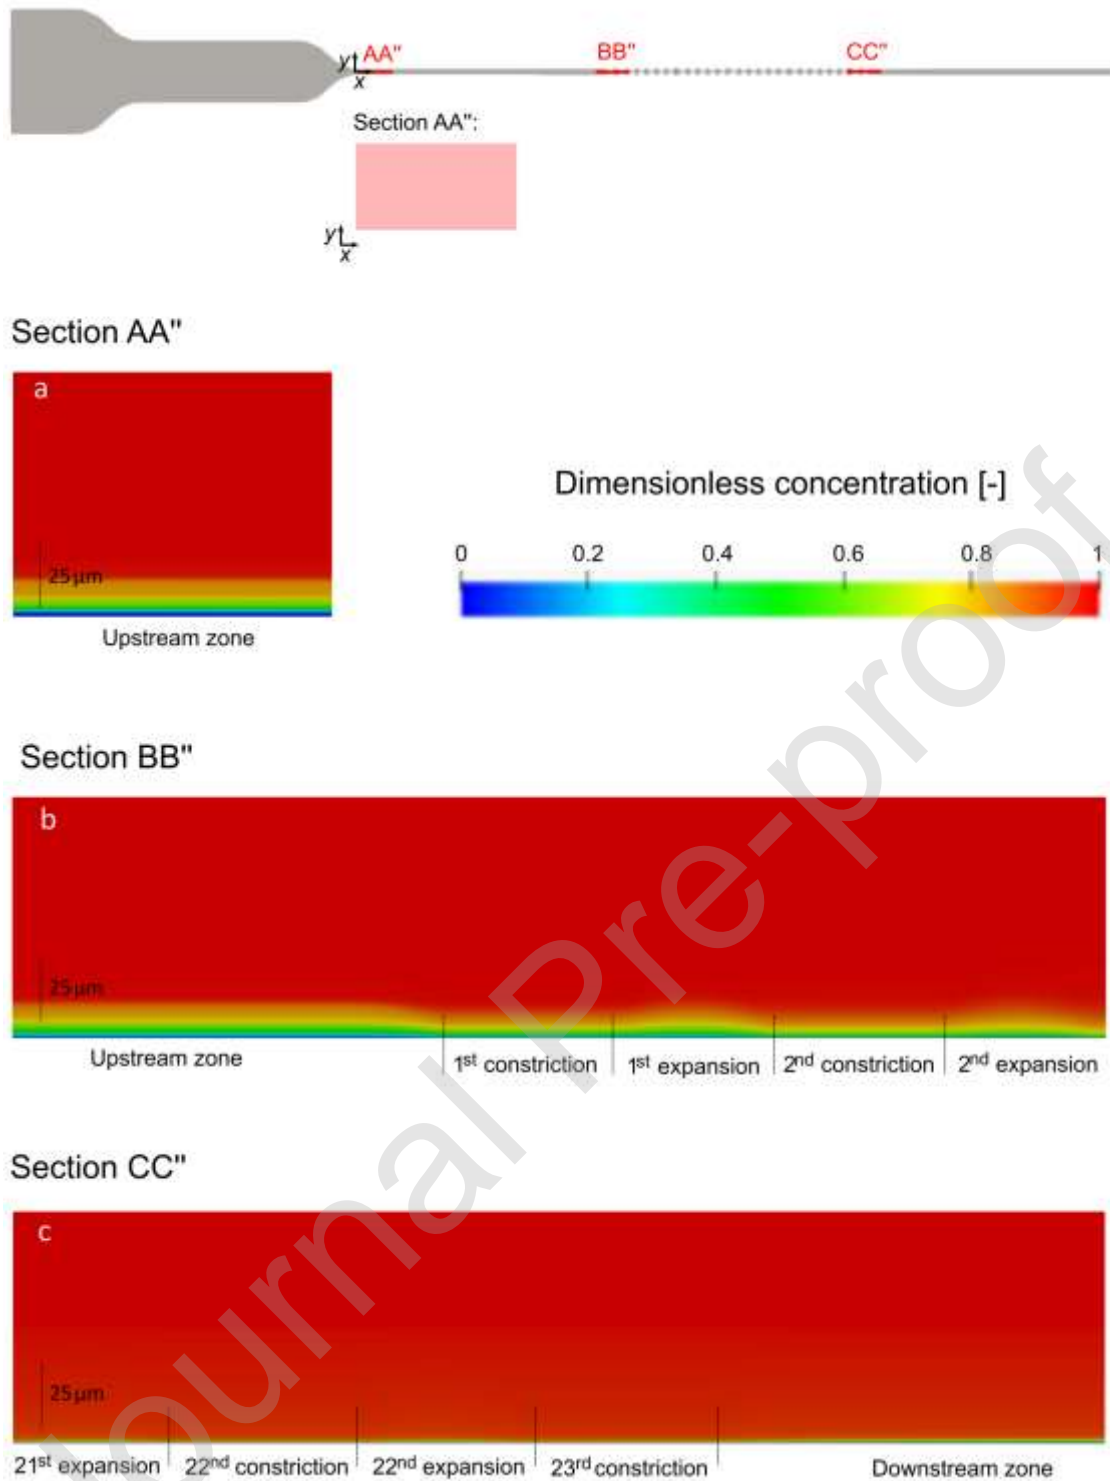 AA" BB" CC"
y
x
Section AA":
y
x
Section AA"
a
25 µm
Upstream zone
Dimensionless concentration [-]
0 0.2 0.4 0.6 0.8 1
Section BB"
b
25 µm
Upstream zone 1st constriction 1st expansion 2nd constriction 2nd expansion
Section CC"
c
25 µm
21st expansion 22nd constriction 22nd expansion 23rd constriction Downstream zone
Journal Pre-proof